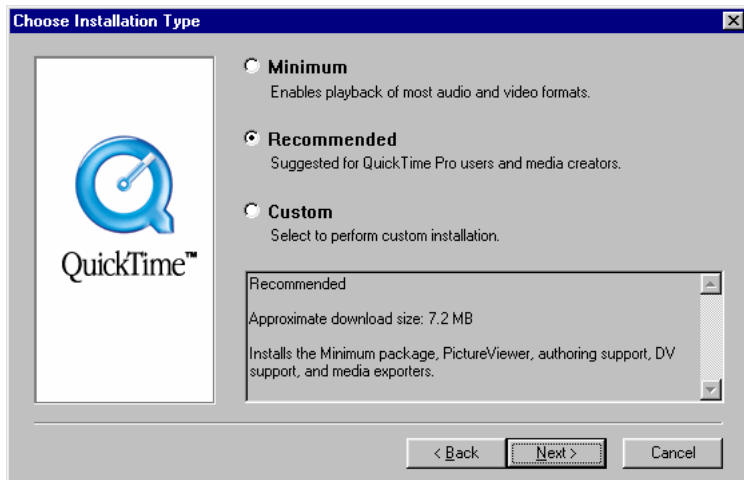 Choose Installation Type
QuickTime™
Minimum
Enables playback of most audio and video formats.
Recommended
Suggested for QuickTime Pro users and media creators.
Custom
Select to perform custom installation.
Recommended
Approximate download size: 7.2 MB
Installs the Minimum package, PictureViewer, authoring support, DV
support, and media exporters.
< Back
Next >
Cancel